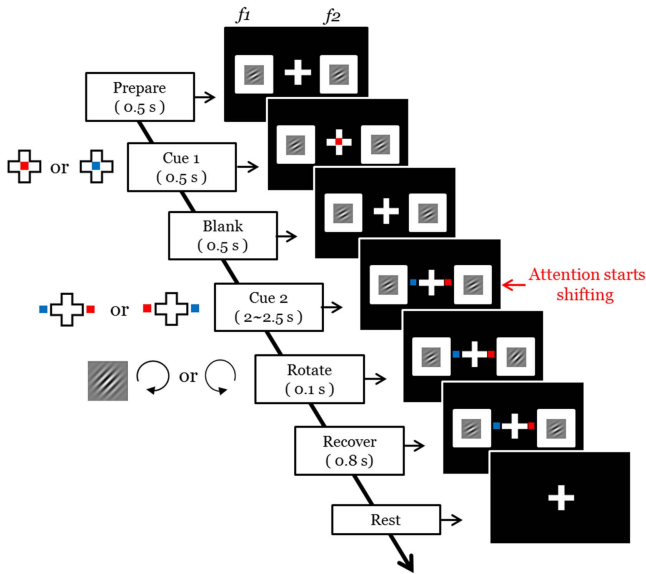 f1
f2
Prepare
( 0.5 s )
or
Cue 1
( 0.5 s )
Blank
( 0.5 s )
or
Cue 2
( 2~2.5 s )
Attention starts
shifting
or
Rotate
( 0.1 s )
Recover
( 0.8 s)
Rest